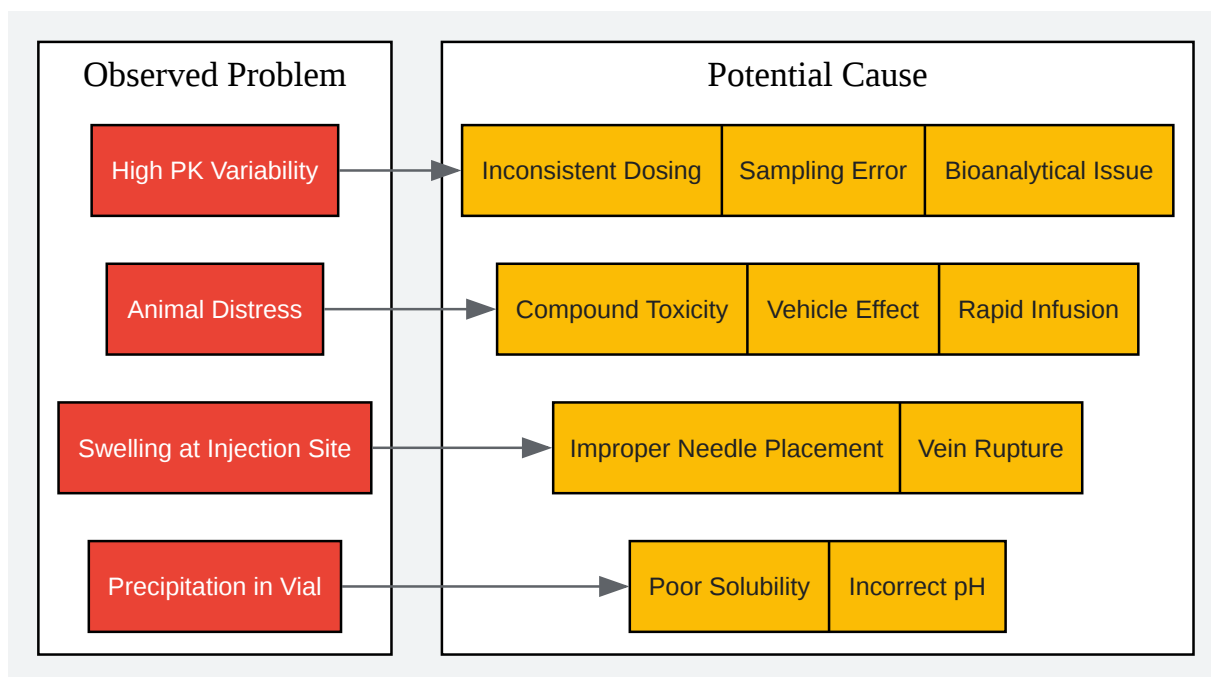 Observed Problem
Potential Cause
High PK Variability
Inconsistent Dosing
Sampling Error
Bioanalytical Issue
Animal Distress
Compound Toxicity
Vehicle Effect
Rapid Infusion
Swelling at Injection Site
Improper Needle Placement
Vein Rupture
Precipitation in Vial
Poor Solubility
Incorrect pH